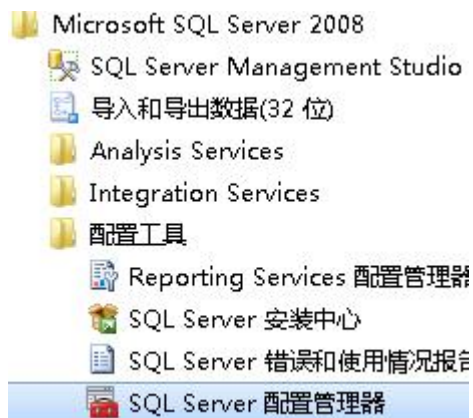 Microsoft SQL Server 2008
SQL Server Management Studio
导入和导出数据(32 位)
Analysis Services
Integration Services
配置工具
Reporting Services 配置管理器
SQL Server 安装中心
SQL Server 错误和使用情况报告
SQL Server 配置管理器